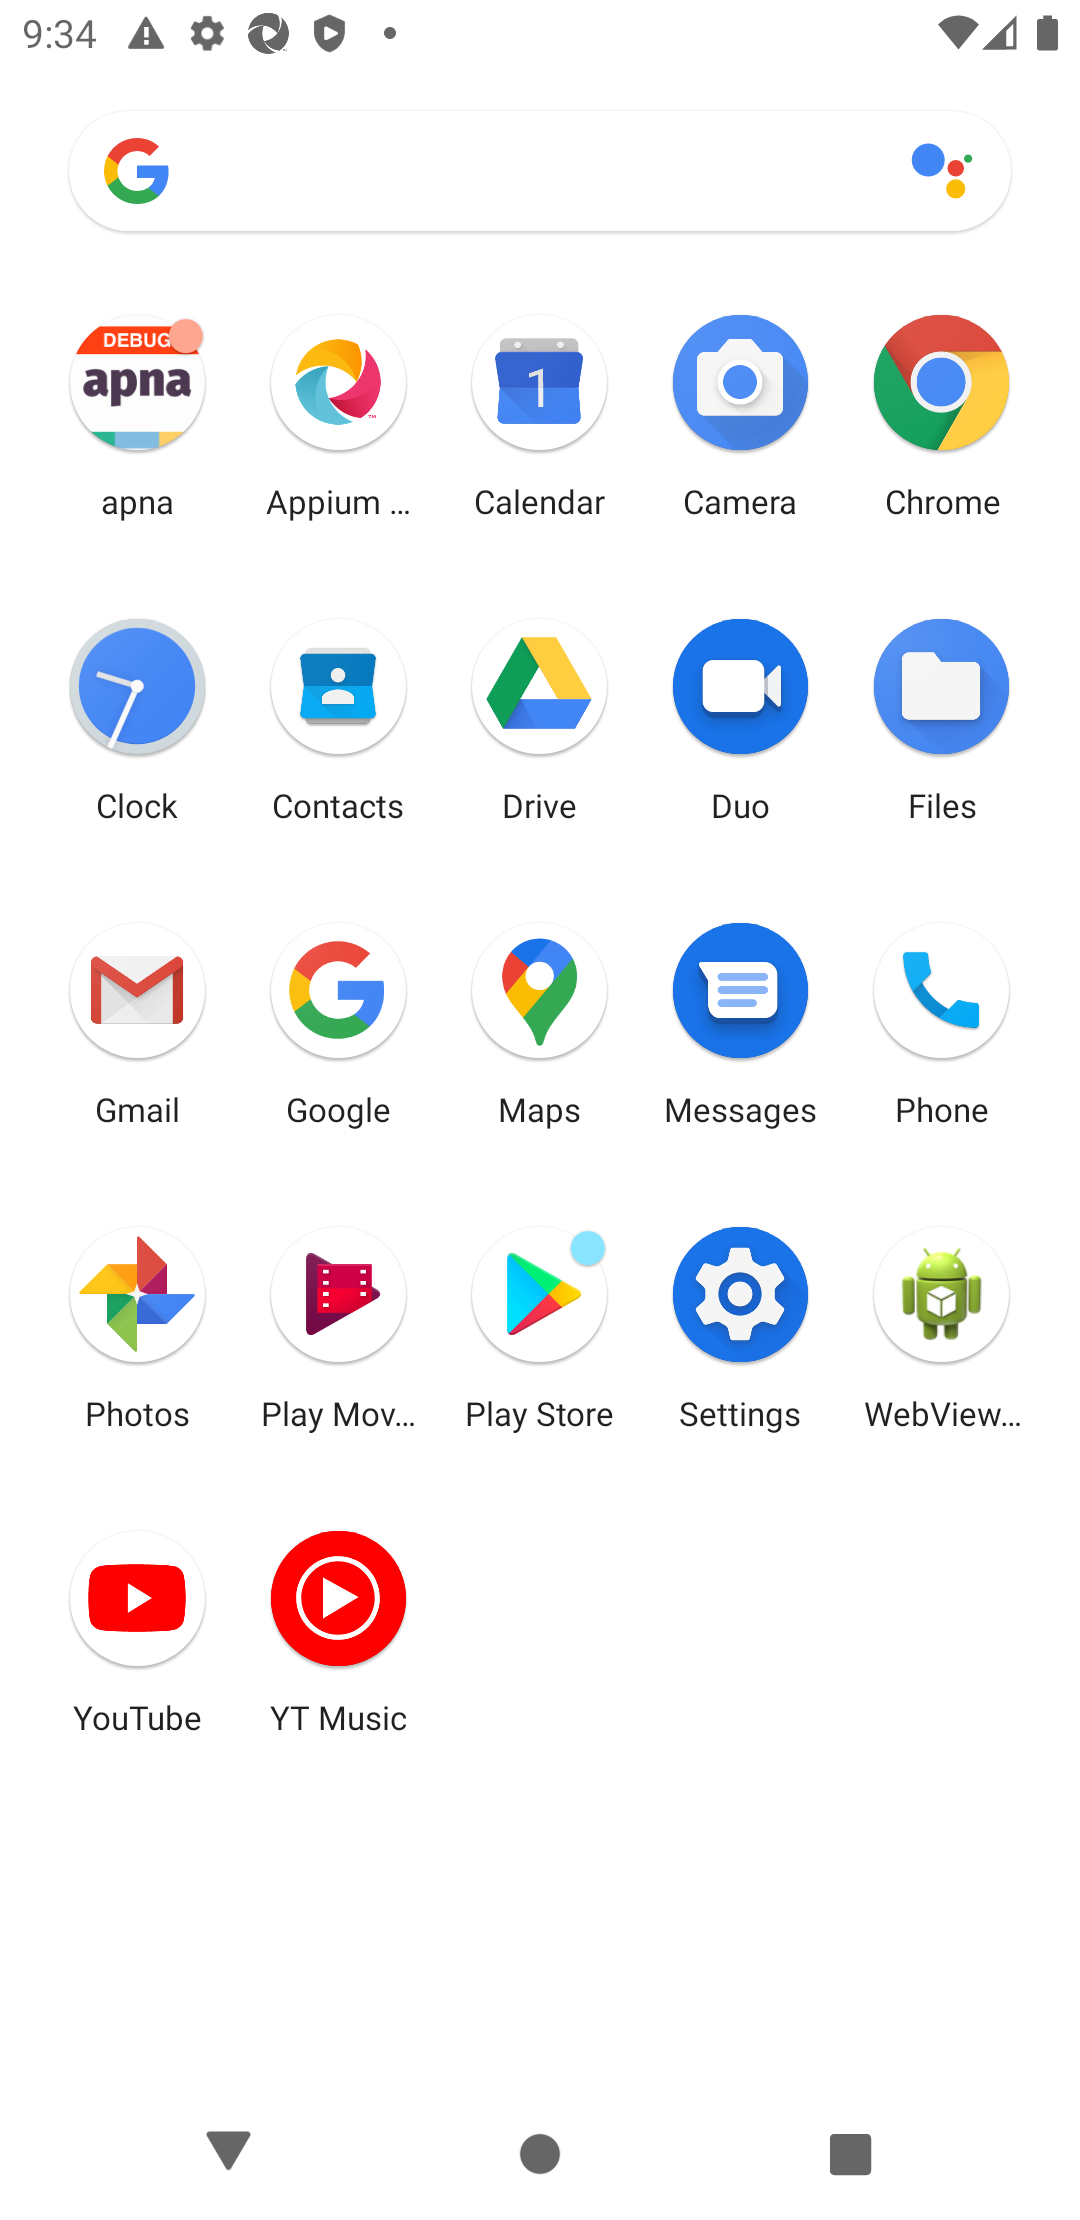 9:34
DEBUG
apna
1
apna
Appium ...
Calendar
Camera
Chrome
Clock
Contacts
Drive
Duo
Files
Gmail
Google
Maps
Messages
Phone
Photos
Play Mov...
Play Store
Settings
WebView...
YouTube
YT Music